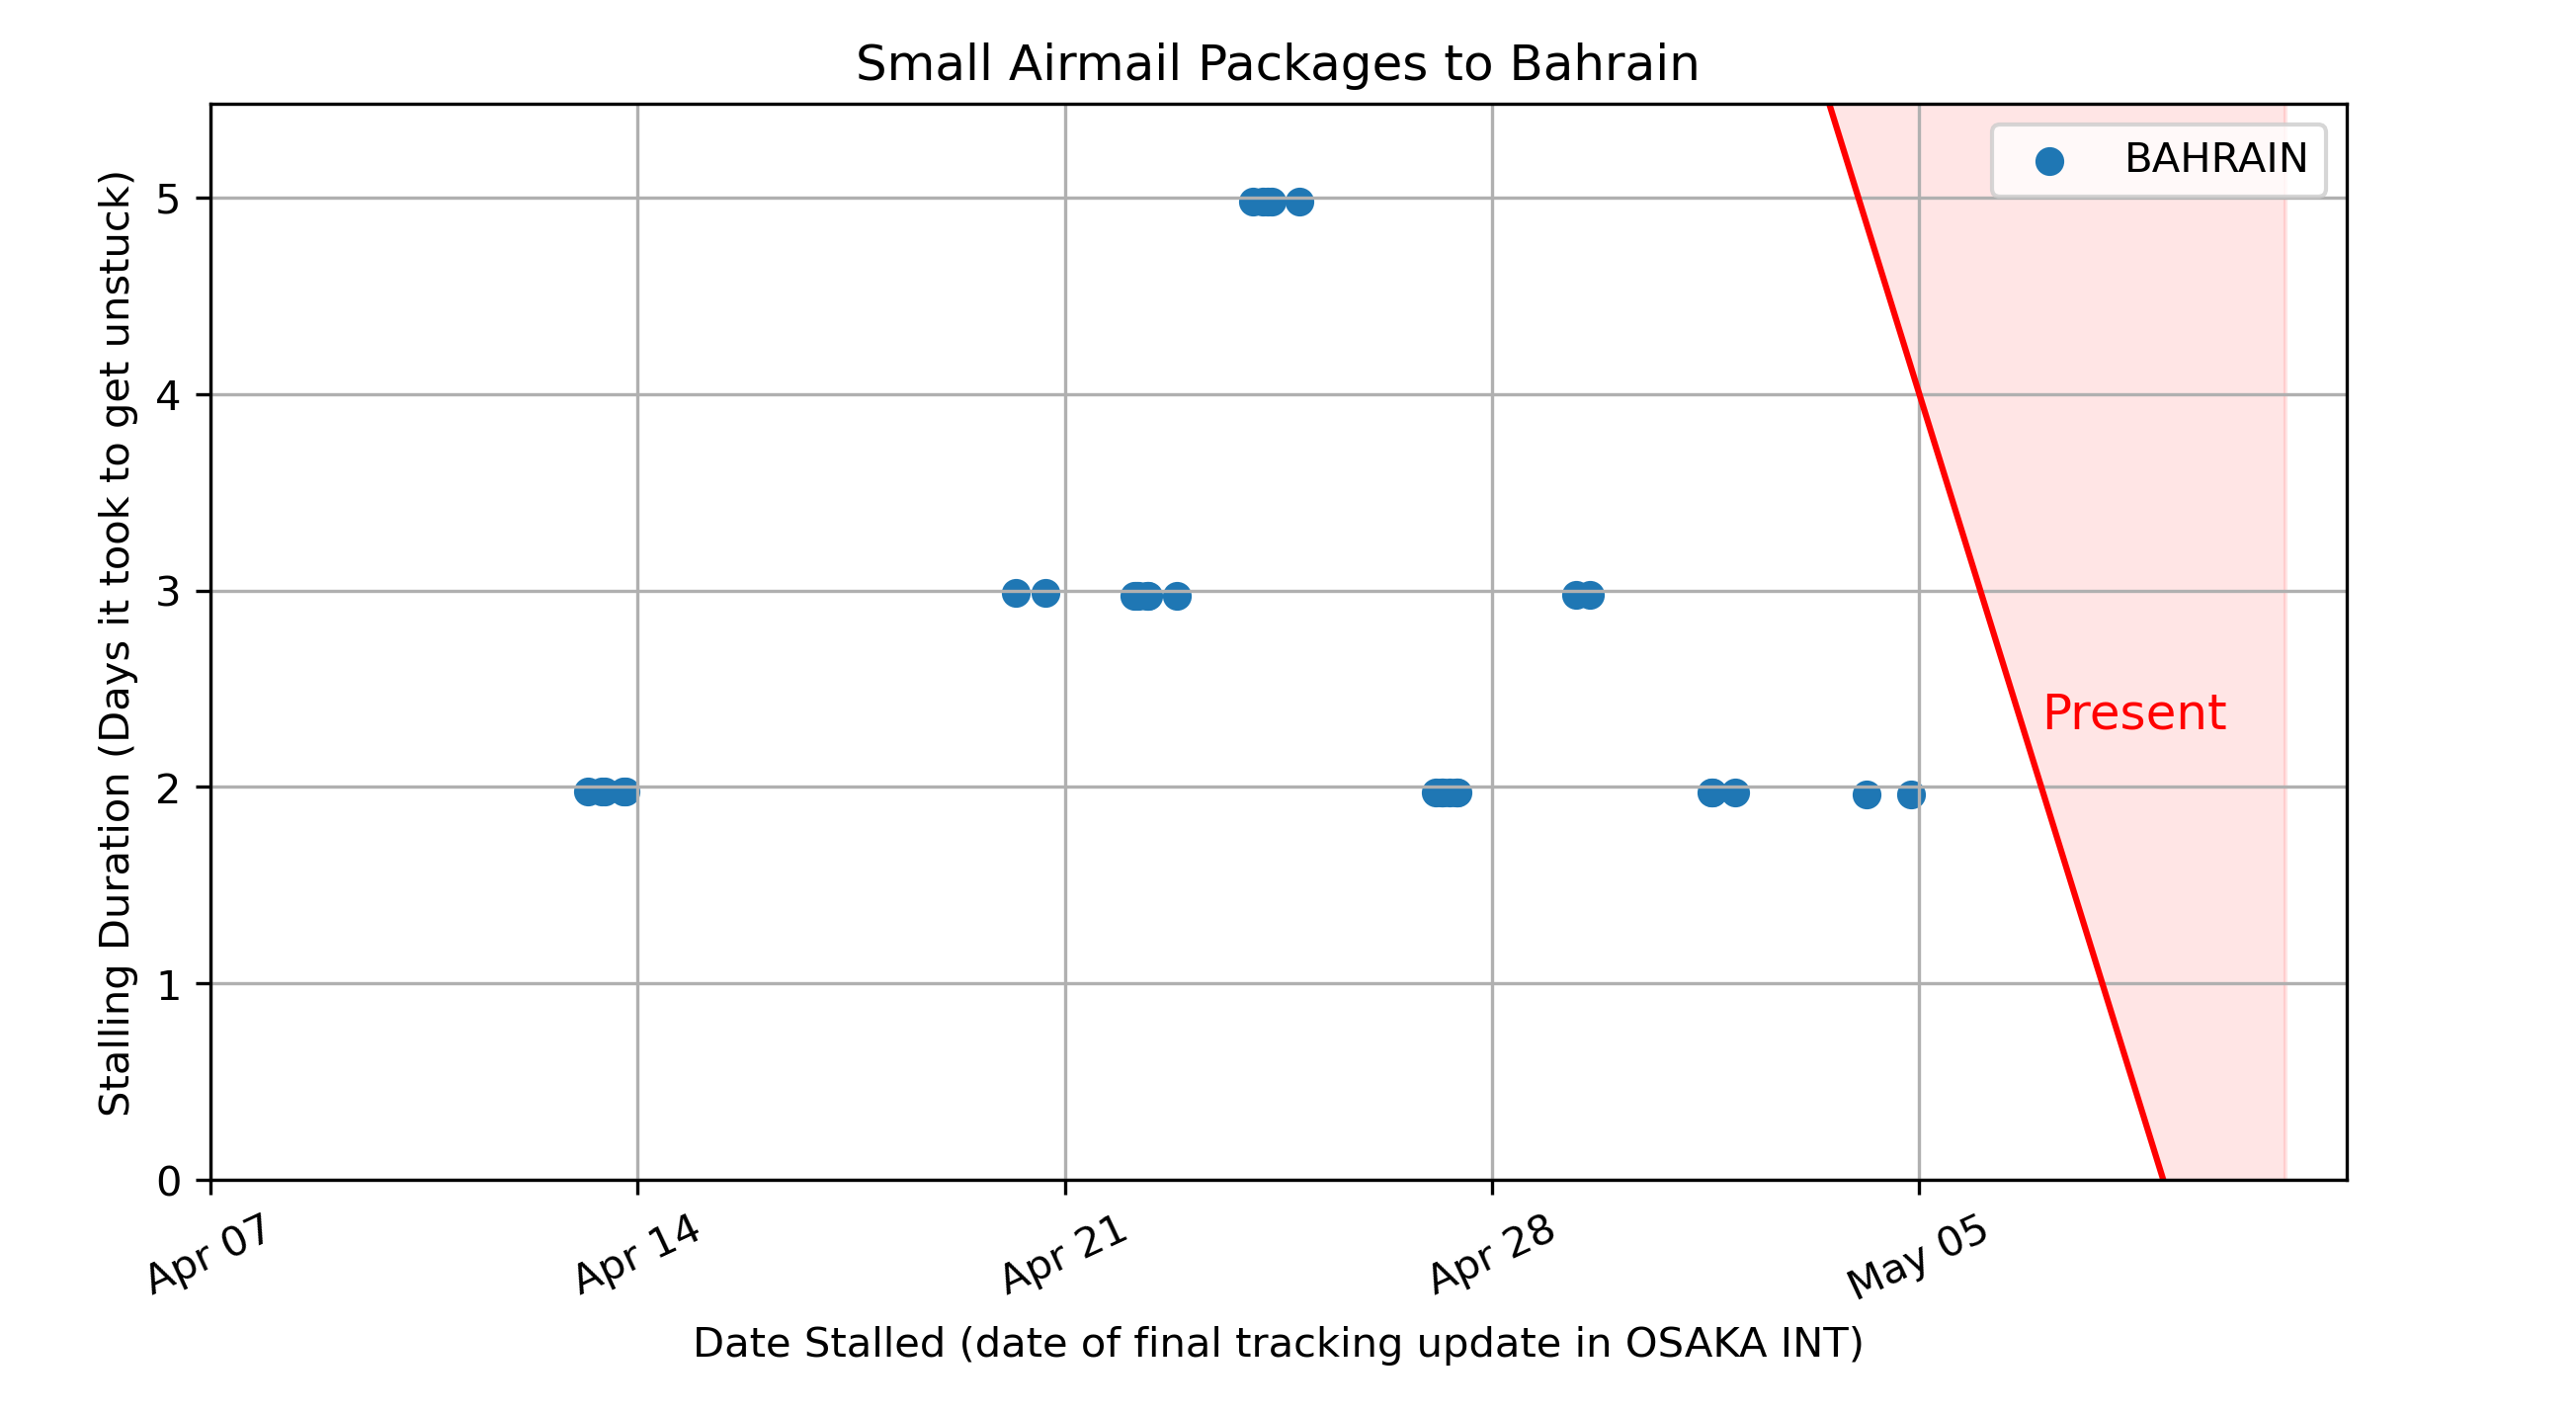 Small Airmail Packages to Bahrain
BAHRAIN
Stalling Duration (Days it took to get unstuck)
5
4
3
2
1
0
Present
Apr 07
Apr 14
Apr 21
Apr 28
May 05
Date Stalled (date of final tracking update in OSAKA INT)